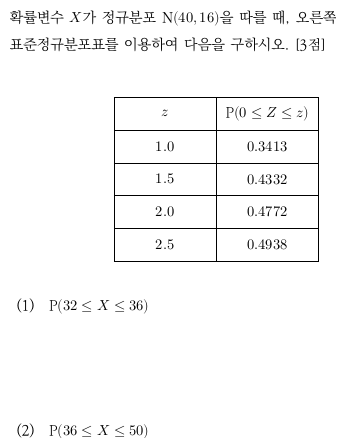 확률변수 X가 정규분포 N(40, 16)을 따를 때, 오른쪽
표준정규분포표를 이용하여 다음을 구하시오. [3점]
z P(0 ≤ Z ≤ z)
1.0 0.3413
1.5 0.4332
2.0 0.4772
2.5 0.4938
(1) P(32 ≤ X ≤ 36)
(2) P(36 ≤ X ≤ 50)